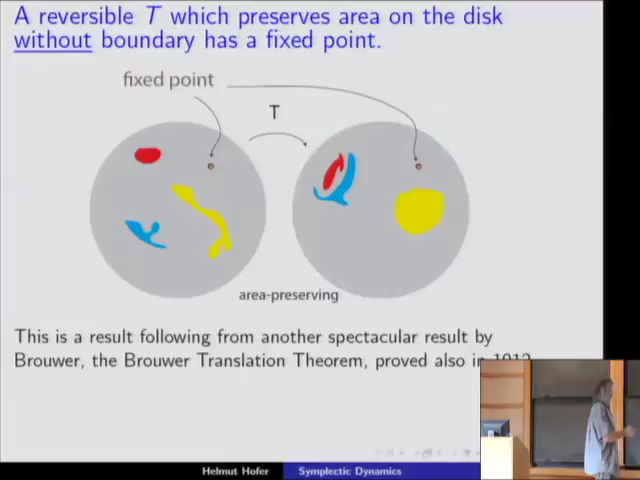 A reversible T which preserves area on the disk
without boundary has a fixed point.
fixed point
T
area-preserving
This is a result following from another spectacular result by
Brouwer, the Brouwer Translation Theorem, proved also in 1912
Helmut Hofer Symplectic Dynamics